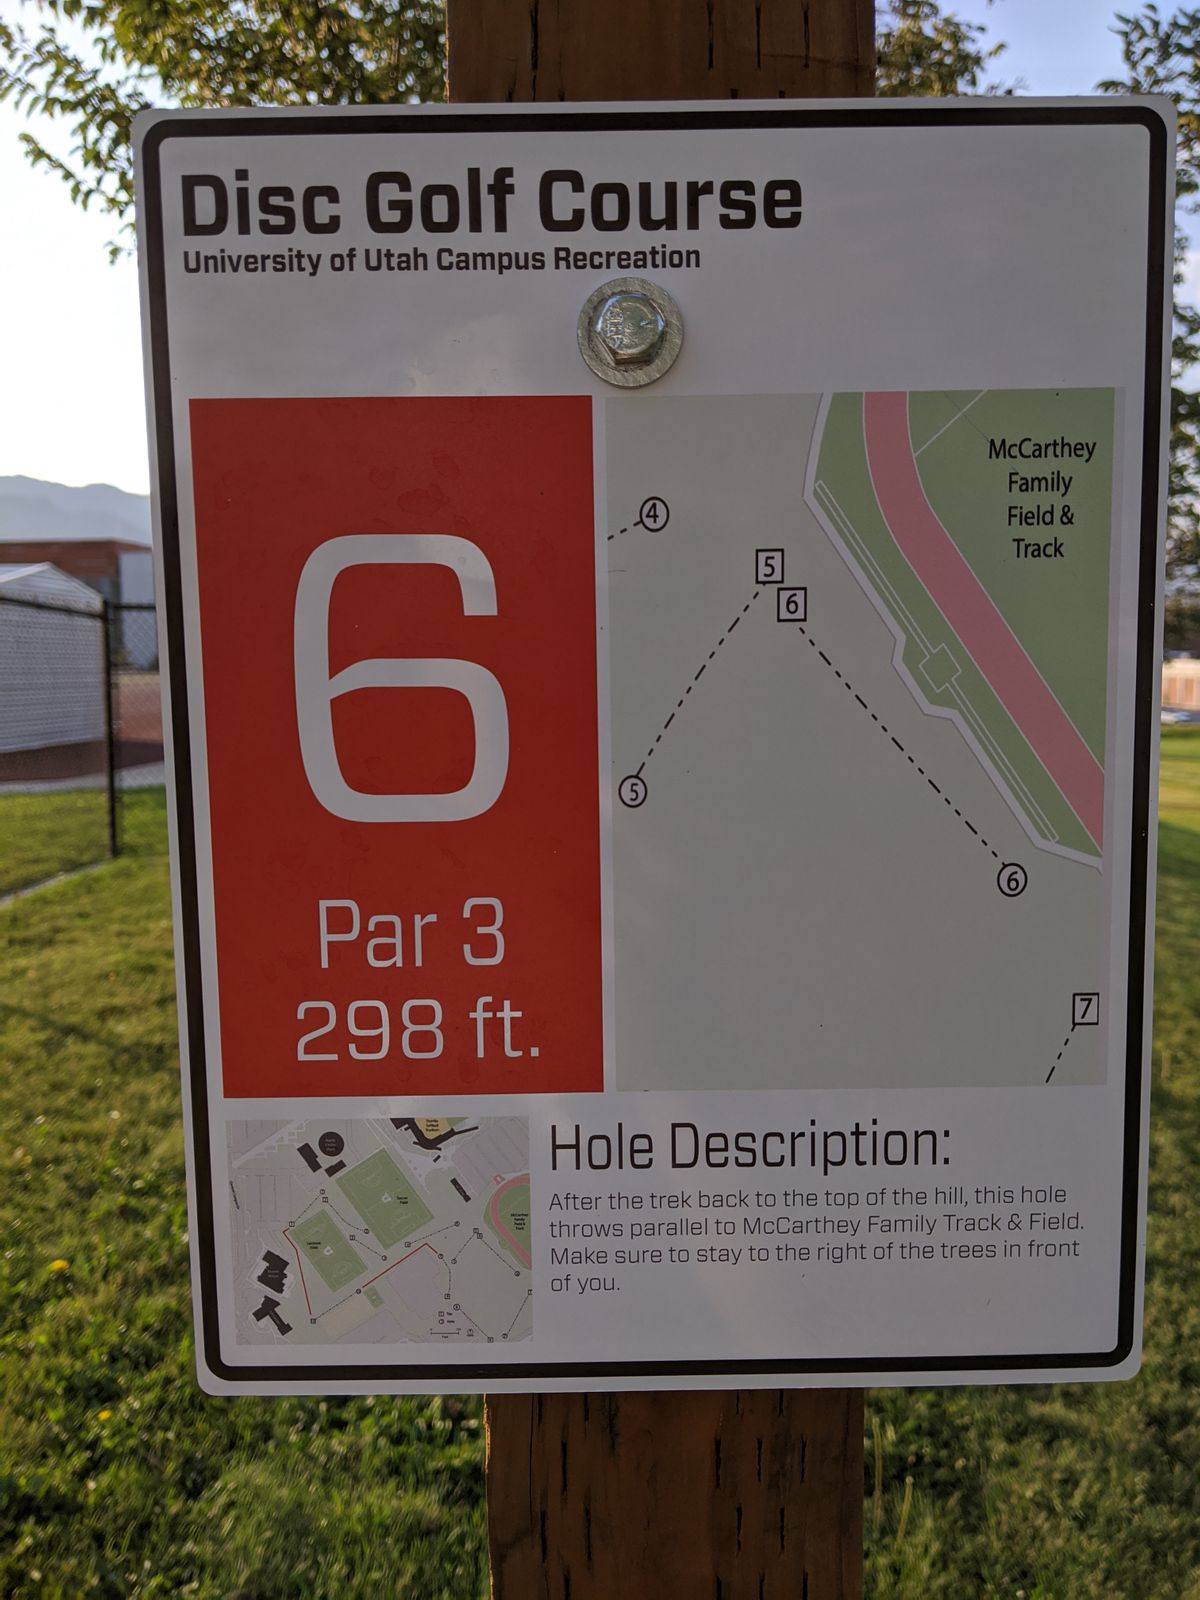 Disc Golf Course
University of Utah Campus Recreation
6
Par 3
298 ft.
McCarthey
Family
Field &
Track
4
5
6
5
6
7
Hole Description:
After the trek back to the top of the hill, this hole
throws parallel to McCarthey Family Track & Field.
Make sure to stay to the right of the trees in front
of you.